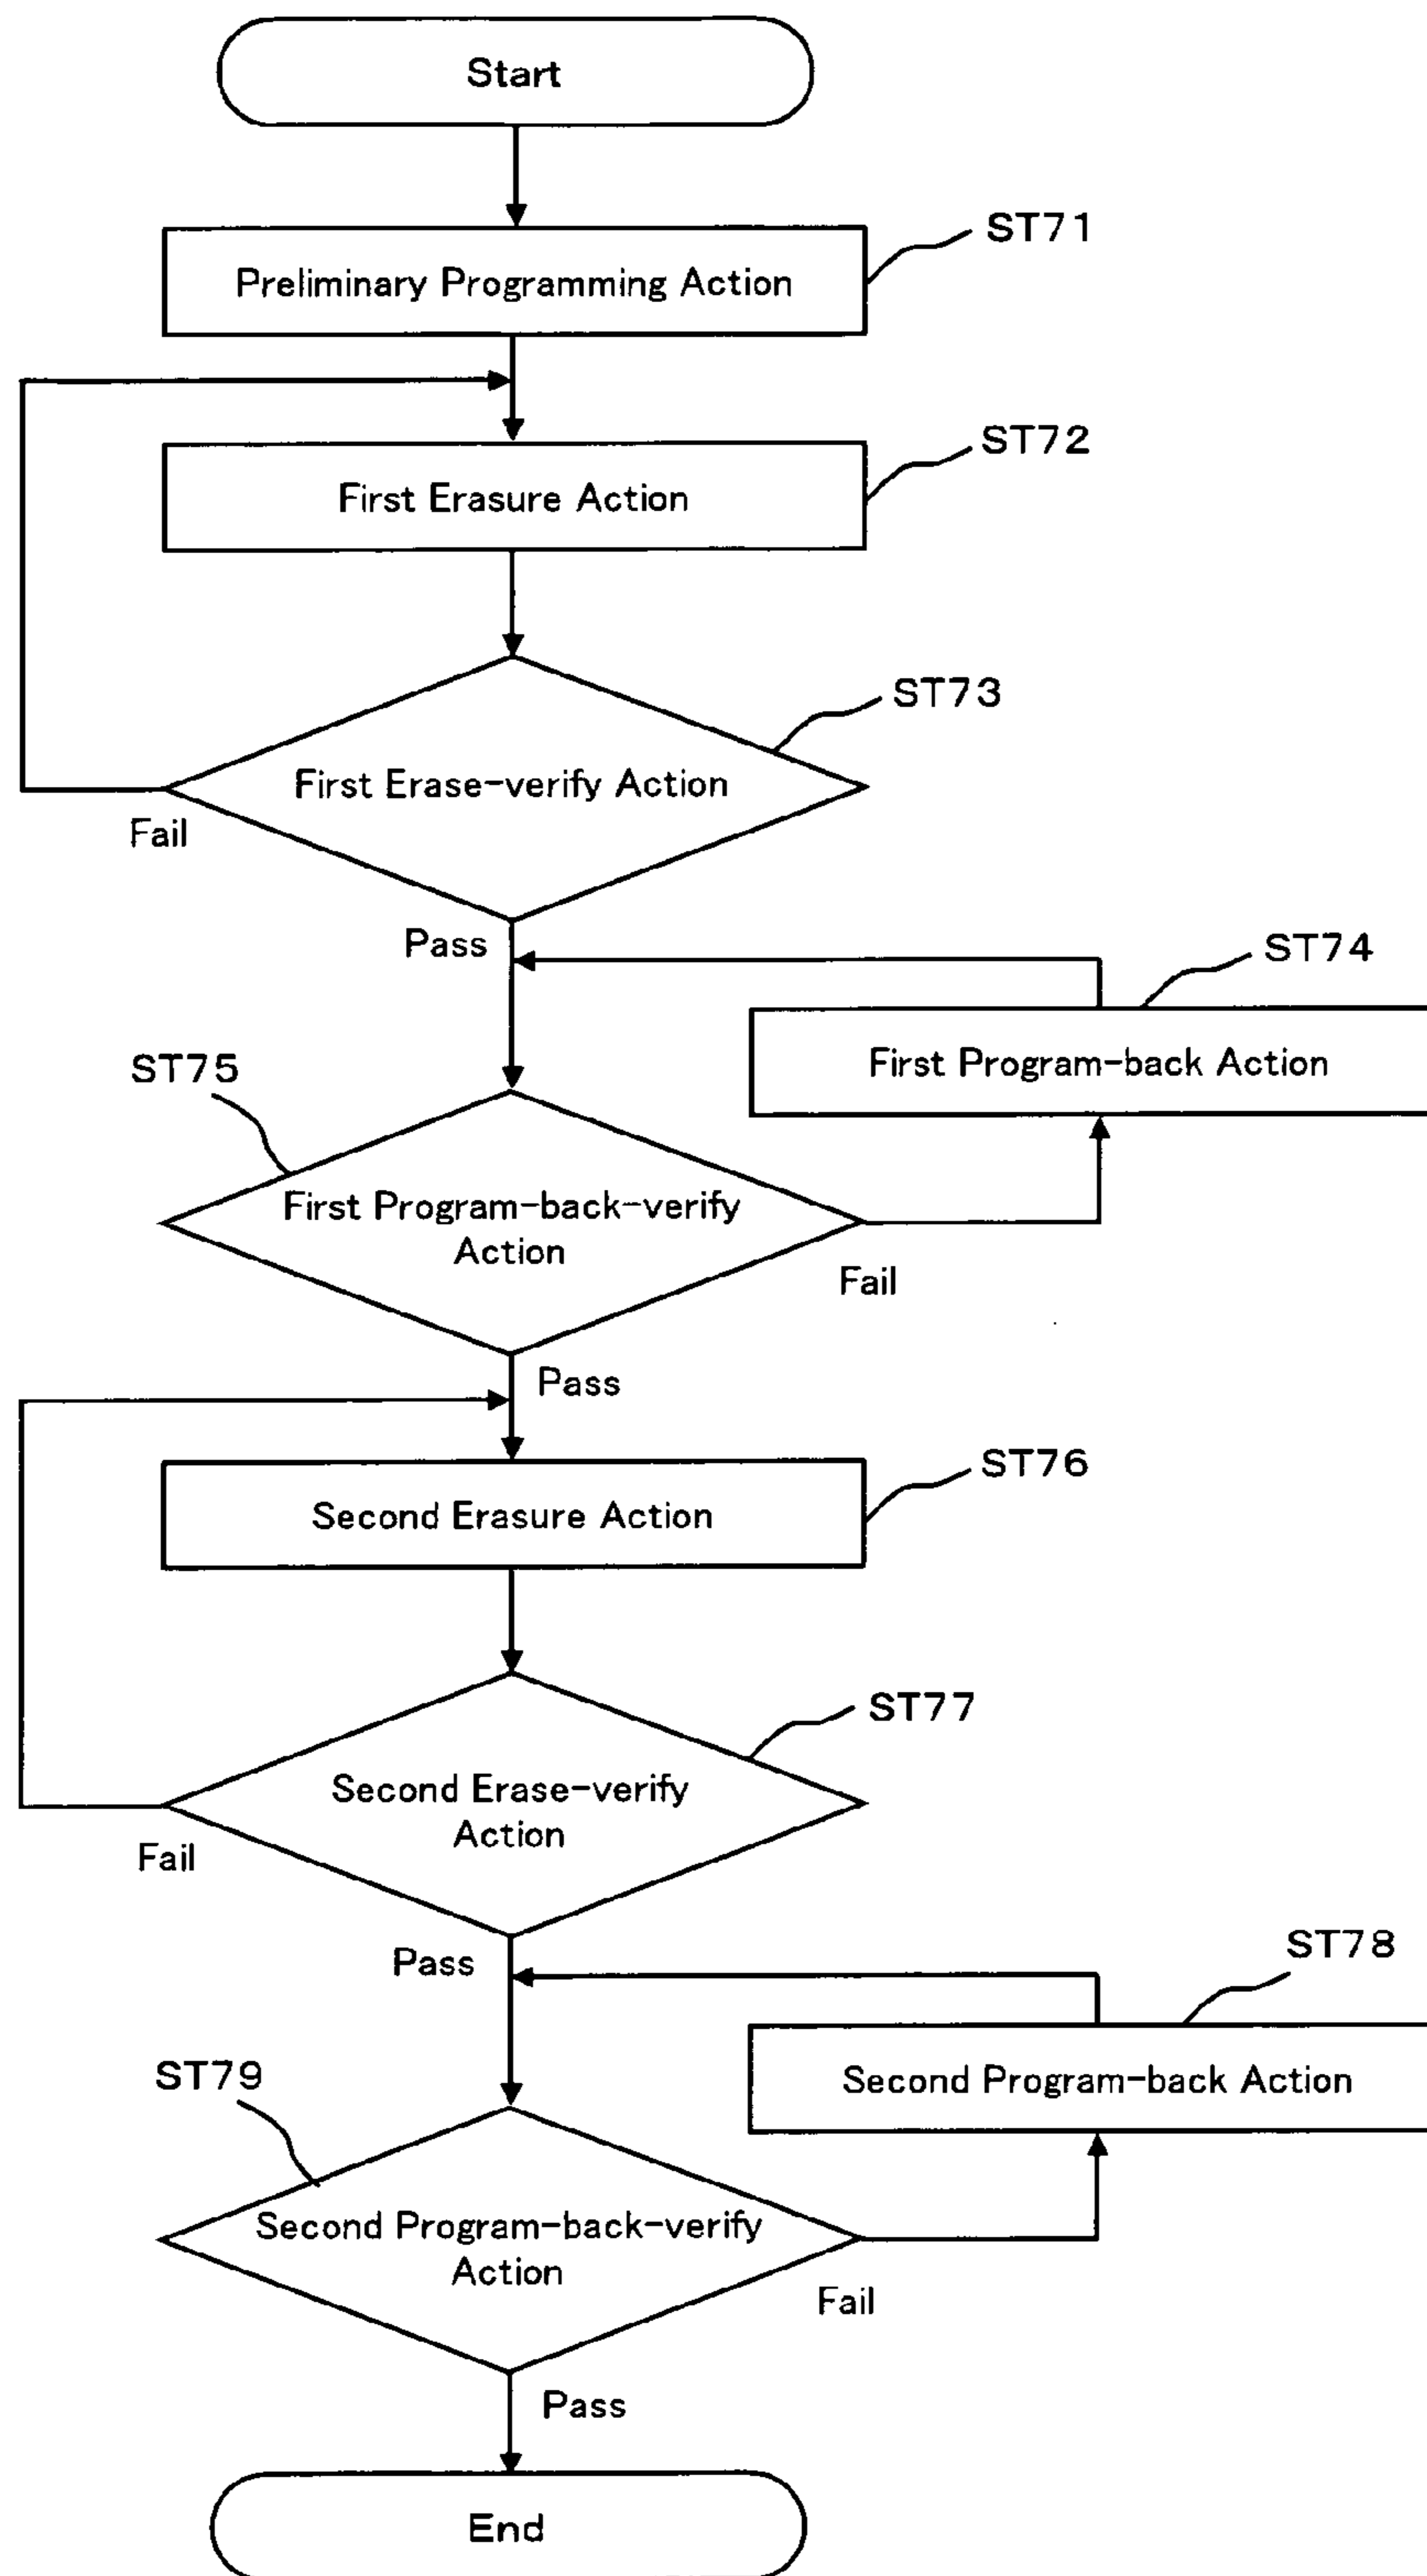 Start
ST71
Preliminary Programming Action
ST72
First Erasure Action
ST73
First Erase-verify Action
Fail
Pass
ST74
First Program-back Action
ST75
First Program-back-verify
Action
Fail
Pass
ST76
Second Erasure Action
ST77
Second Erase-verify
Action
Fail
Pass
ST78
Second Program-back Action
ST79
Second Program-back-verify
Action
Fail
Pass
End